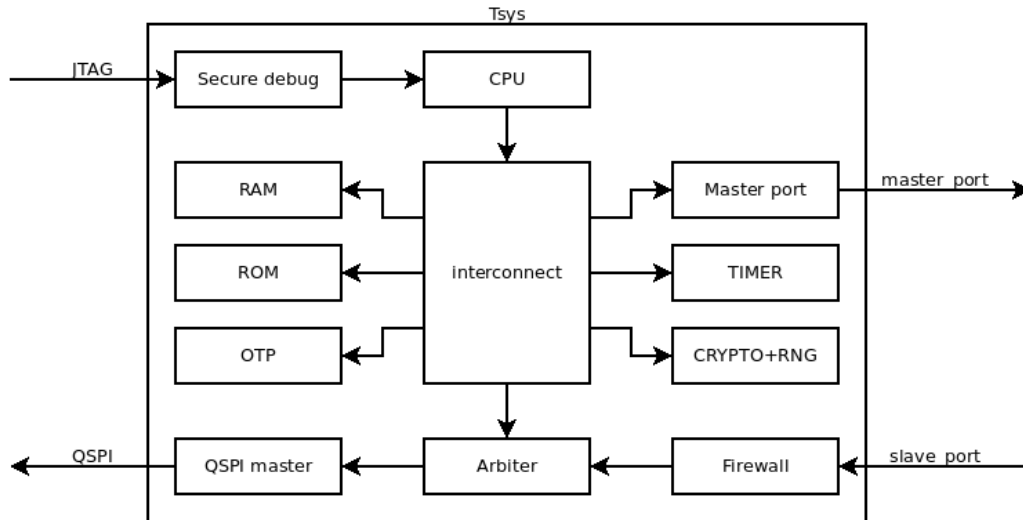 Tsys
JTAG
Secure debug
CPU
RAM
Master port
master_port
ROM
interconnect
TIMER
OTP
CRYPTO+RNG
QSPI
QSPI master
Arbiter
Firewall
slave_port